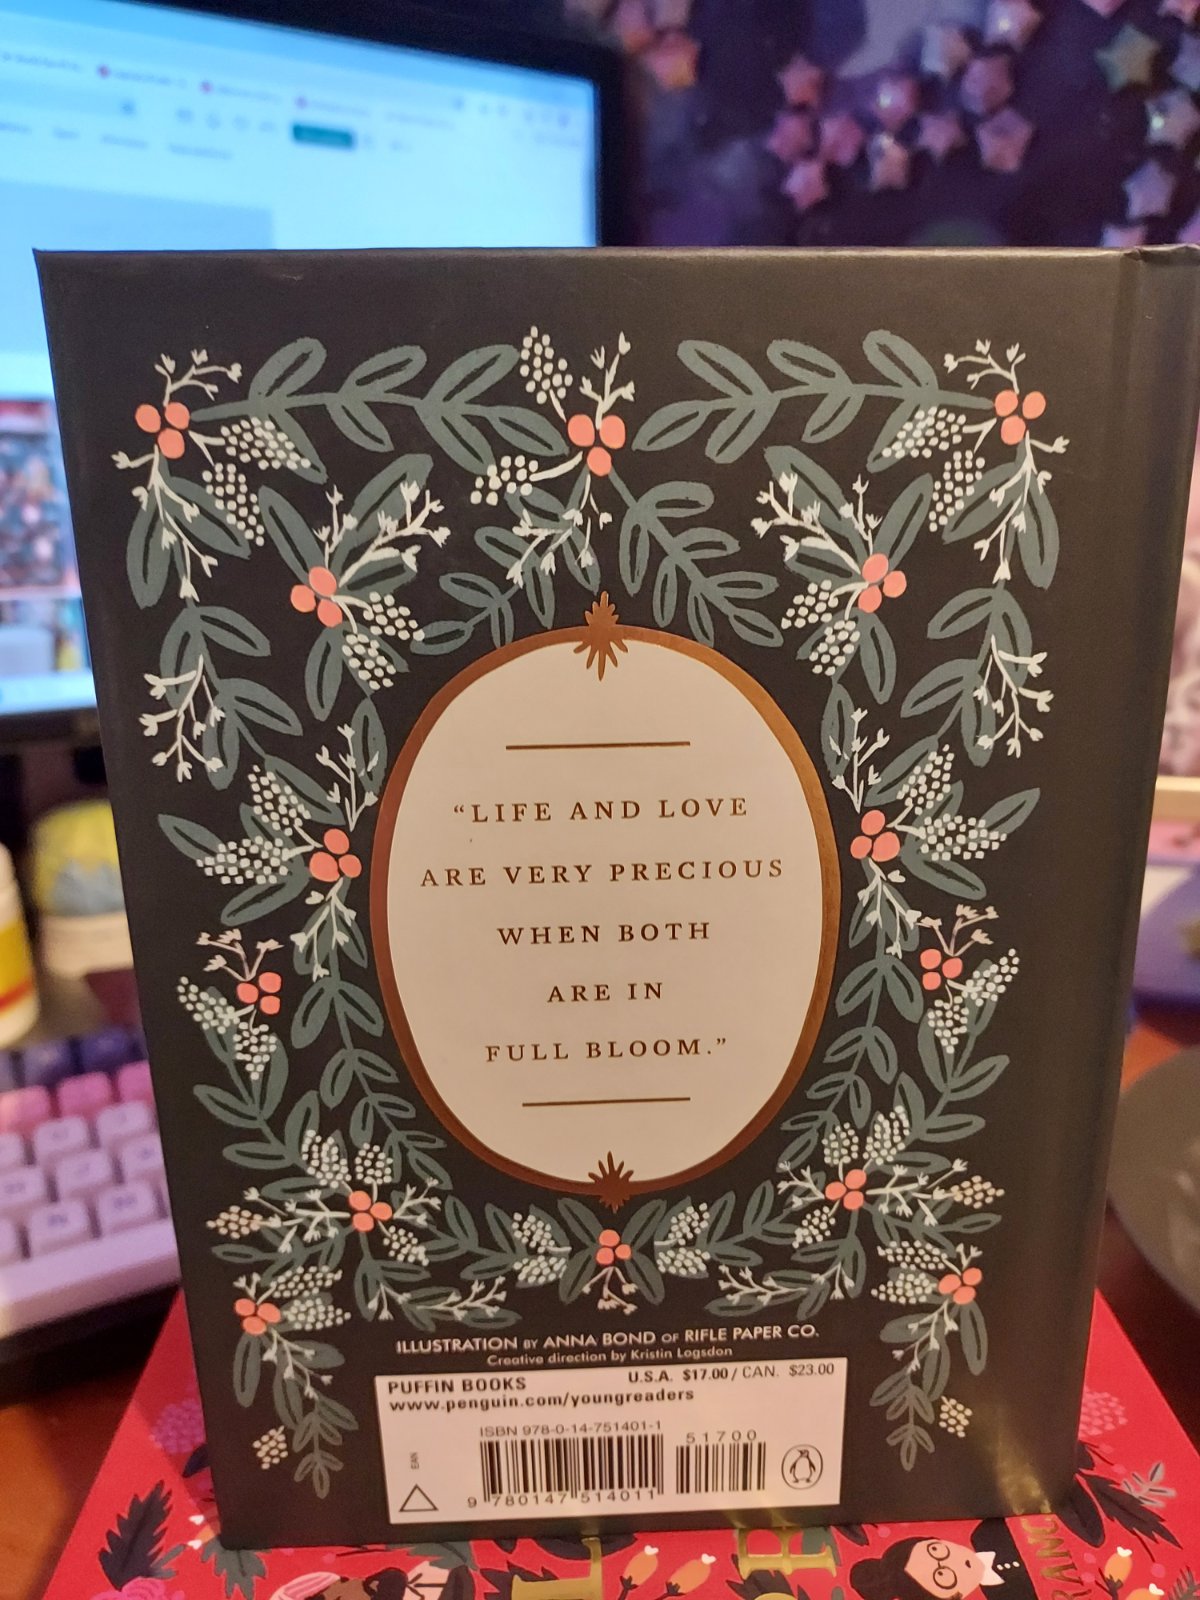 “LIFE AND LOVE
ARE VERY PRECIOUS
WHEN BOTH
ARE IN
FULL BLOOM.”
ILLUSTRATION BY ANNA BOND OF RIFLE PAPER CO.
Creative direction by Kristin Logsdon
PUFFIN BOOKS
U.S.A. $17.00 / CAN. $23.00
www.penguin.com/youngreaders
ISBN 978-0-14-751401-1
51700
EAN
9 780147 514011